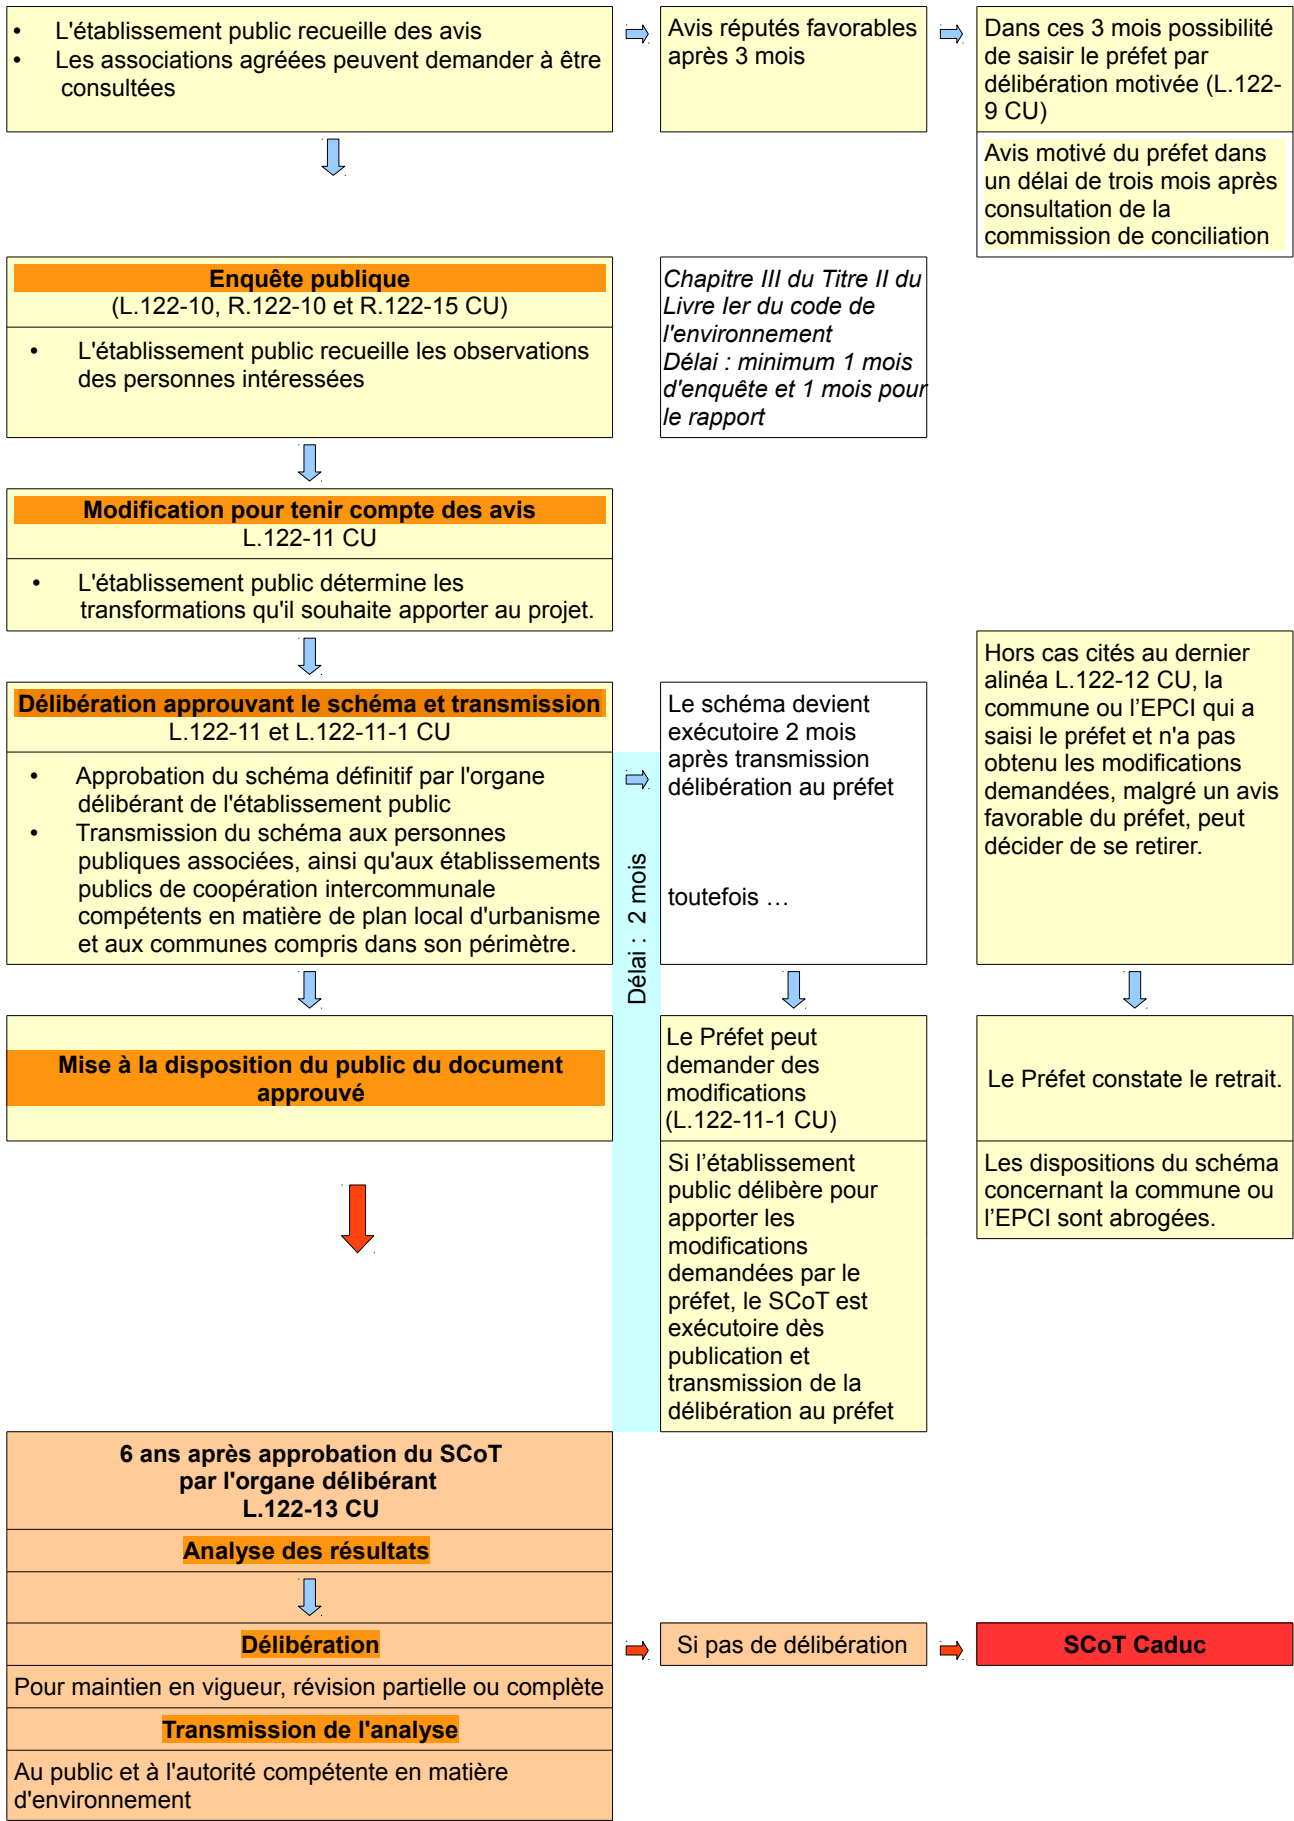 • L'établissement public recueille des avis
• Les associations agréées peuvent demander à être
consultées
Avis réputés favorables
après 3 mois
Dans ces 3 mois possibilité
de saisir le préfet par
délibération motivée (L.122-
9 CU)
Avis motivé du préfet dans
un délai de trois mois après
consultation de la
commission de conciliation
Enquête publique
(L.122-10, R.122-10 et R.122-15 CU)
• L'établissement public recueille les observations
des personnes intéressées
Chapitre III du Titre II du
Livre Ier du code de
l'environnement
Délai : minimum 1 mois
d'enquête et 1 mois pour
le rapport
Modification pour tenir compte des avis
L.122-11 CU
• L'établissement public détermine les
transformations qu'il souhaite apporter au projet.
Délibération approuvant le schéma et transmission
L.122-11 et L.122-11-1 CU
• Approbation du schéma définitif par l'organe
délibérant de l'établissement public
• Transmission du schéma aux personnes
publiques associées, ainsi qu'aux établissements
publics de coopération intercommunale
compétents en matière de plan local d'urbanisme
et aux communes compris dans son périmètre.
Délai : 2 mois
Le schéma devient
exécutoire 2 mois
après transmission
délibération au préfet
toutefois …
Hors cas cités au dernier
alinéa L.122-12 CU, la
commune ou l’EPCI qui a
saisi le préfet et n'a pas
obtenu les modifications
demandées, malgré un avis
favorable du préfet, peut
décider de se retirer.
Mise à la disposition du public du document
approuvé
Le Préfet peut
demander des
modifications
(L.122-11-1 CU)
Si l’établissement
public délibère pour
apporter les
modifications
demandées par le
préfet, le SCoT est
exécutoire dès
publication et
transmission de la
délibération au préfet
Le Préfet constate le retrait.
Les dispositions du schéma
concernant la commune ou
l’EPCI sont abrogées.
6 ans après approbation du SCoT
par l'organe délibérant
L.122-13 CU
Analyse des résultats
Délibération
Si pas de délibération
SCoT Caduc
Pour maintien en vigueur, révision partielle ou complète
Transmission de l'analyse
Au public et à l'autorité compétente en matière
d'environnement